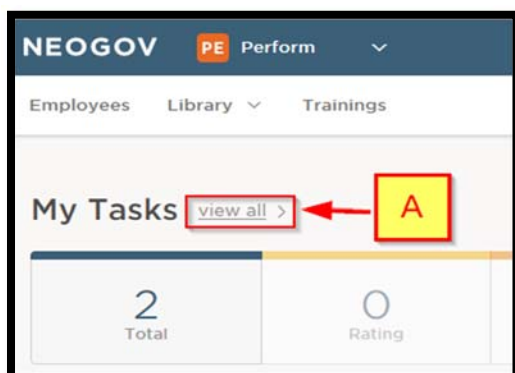 NEOGOV PE Perform
Employees Library Trainings
My Tasks view all > A
2 0
Total Rating